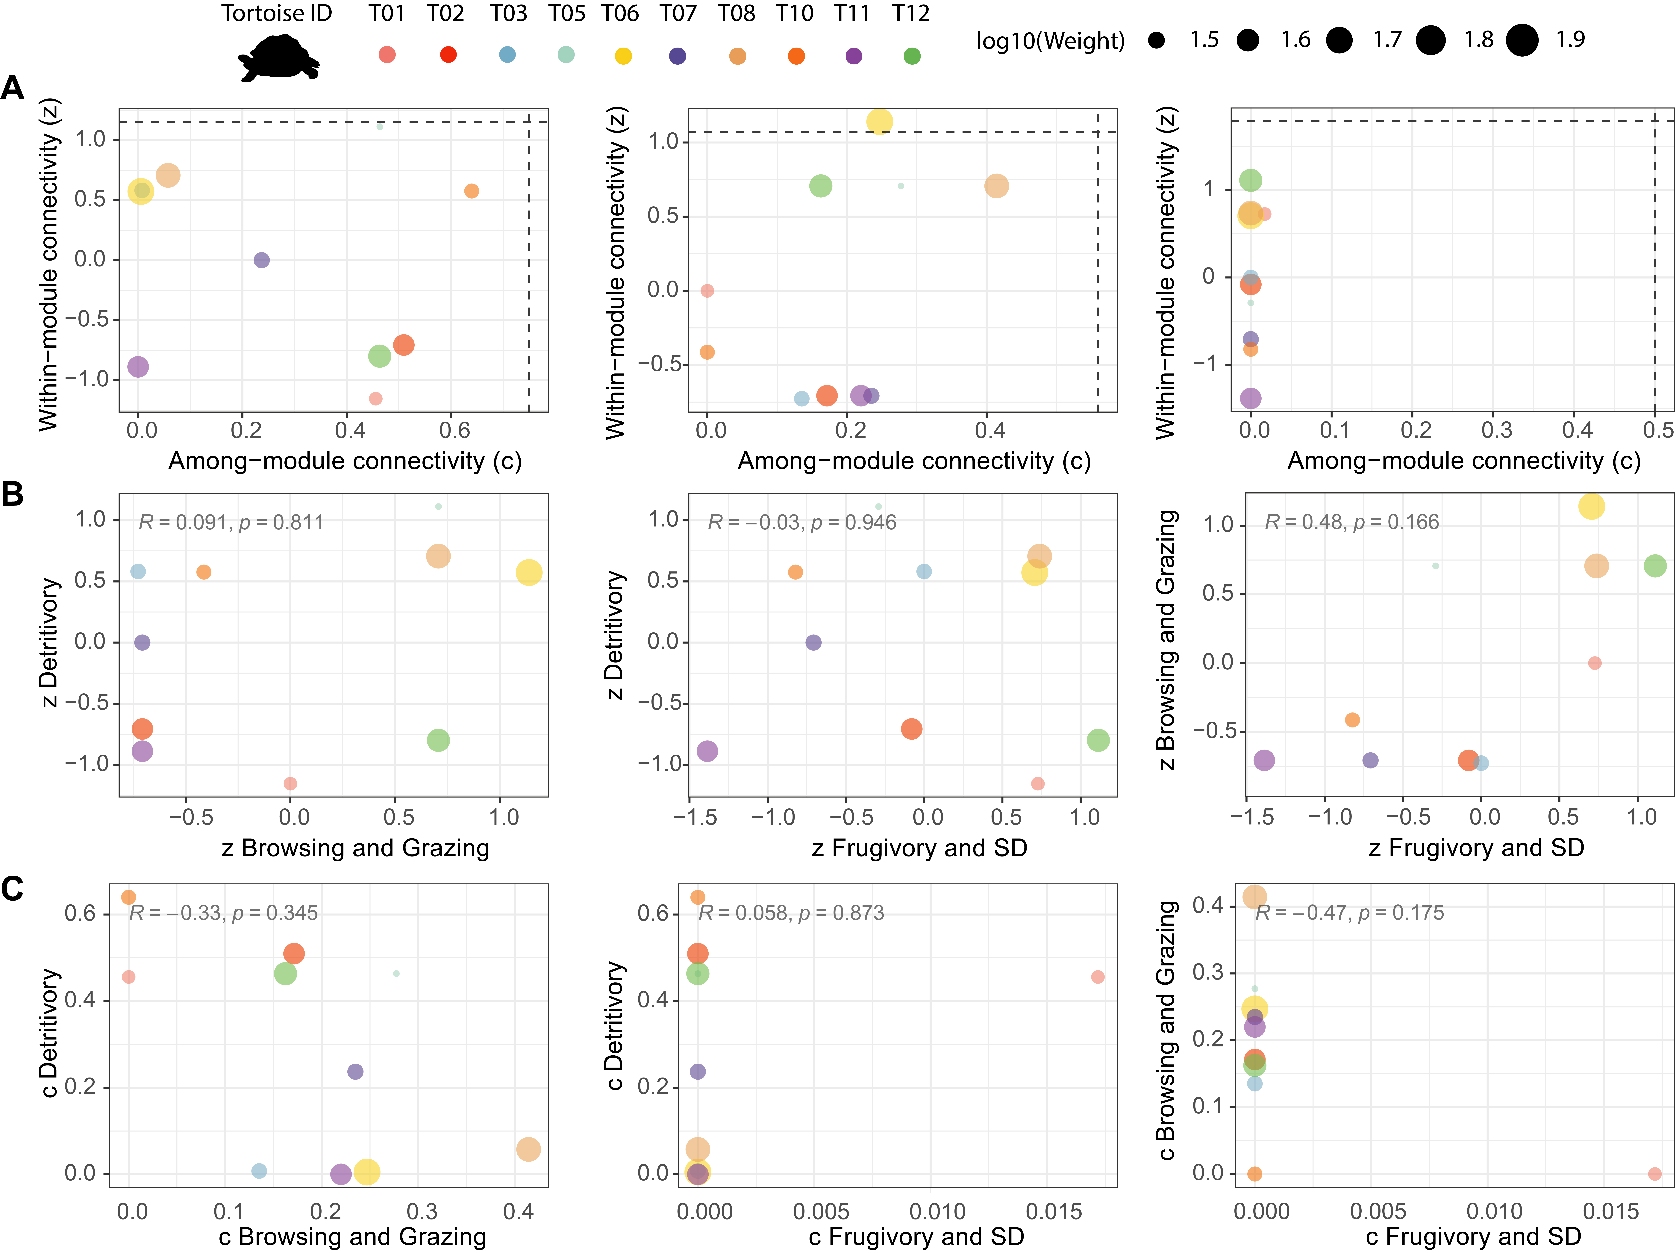 Tortoise ID T01 T02 T03 T05 T06 T07 T08 T10 T11 T12
log10(Weight) 1.5 1.6 1.7 1.8 1.9
A
Within−module connectivity (z)
1.0
0.5
0.0
−0.5
−1.0
0.0 0.2 0.4 0.6
Among−module connectivity (c)
Within−module connectivity (z)
1.0
0.5
0.0
−0.5
0.0 0.2 0.4
Among−module connectivity (c)
Within−module connectivity (z)
1
0
−1
0.0 0.1 0.2 0.3 0.4 0.5
Among−module connectivity (c)
B
z Detritivory
R = 0.091, p = 0.811
1.0
0.5
0.0
−0.5
−1.0
−0.5 0.0 0.5 1.0
z Browsing and Grazing
z Detritivory
R = −0.03, p = 0.946
1.0
0.5
0.0
−0.5
−1.0
−1.5 −1.0 −0.5 0.0 0.5 1.0
z Frugivory and SD
z Browsing and Grazing
R = 0.48, p = 0.166
1.0
0.5
0.0
−0.5
−1.5 −1.0 −0.5 0.0 0.5 1.0
z Frugivory and SD
C
c Detritivory
R = −0.33, p = 0.345
0.6
0.4
0.2
0.0
0.0 0.1 0.2 0.3 0.4
c Browsing and Grazing
c Detritivory
R = 0.058, p = 0.873
0.6
0.4
0.2
0.0
0.000 0.005 0.010 0.015
c Frugivory and SD
c Browsing and Grazing
R = −0.47, p = 0.175
0.4
0.3
0.2
0.1
0.0
0.000 0.005 0.010 0.015
c Frugivory and SD